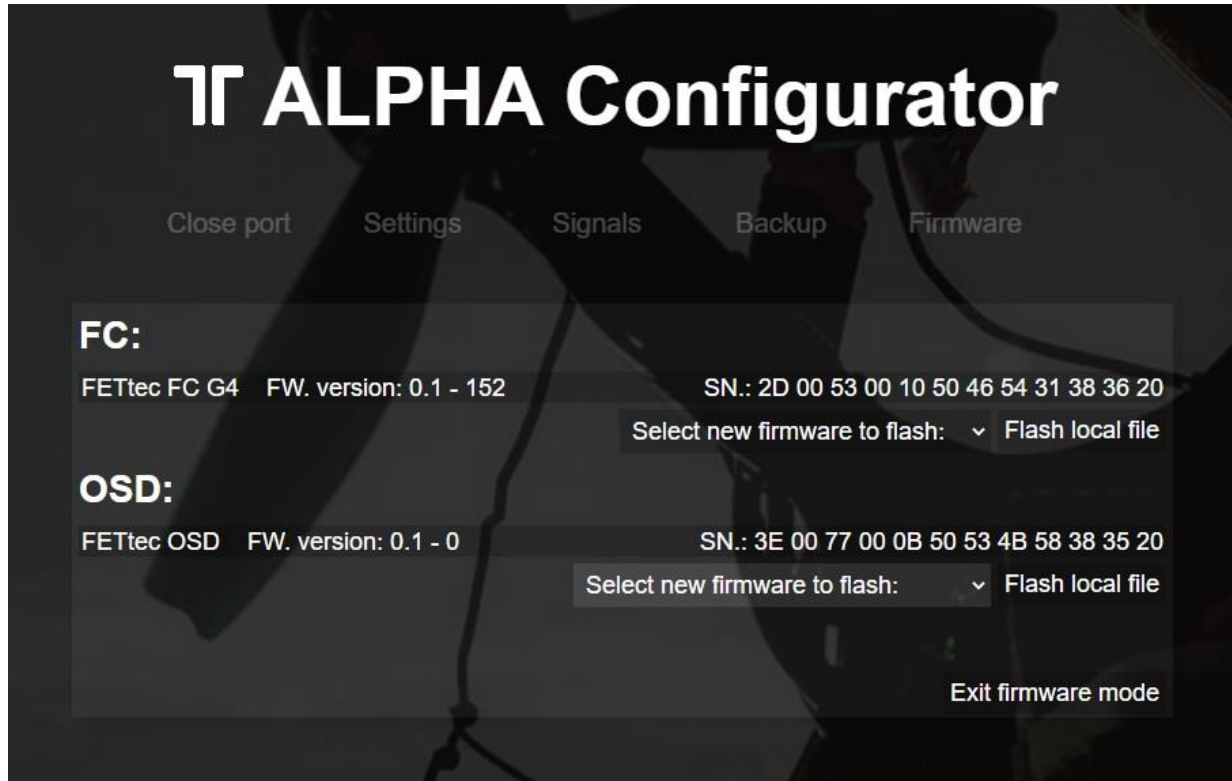 ALPHA Configurator
Close port Settings Signals Backup Firmware
FC:
FETtec FC G4 FW. version: 0.1 - 152 SN.: 2D 00 53 00 10 50 46 54 31 38 36 20
Select new firmware to flash: Flash local file
OSD:
FETtec OSD FW. version: 0.1 - 0 SN.: 3E 00 77 00 0B 50 53 4B 58 38 35 20
Select new firmware to flash: Flash local file
Exit firmware mode